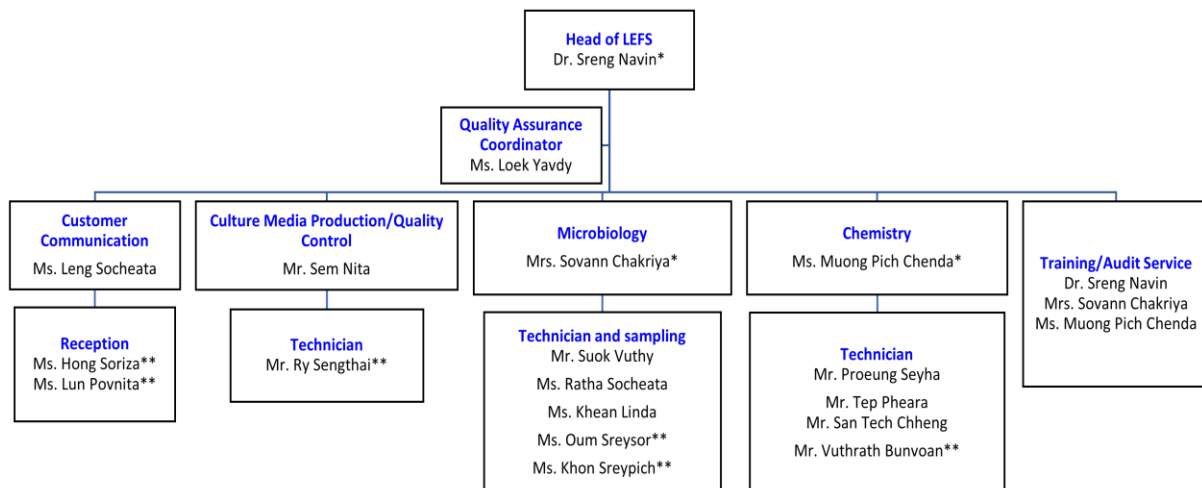 Head of LEFS
Dr. Sreng Navin*
Quality Assurance
Coordinator
Ms. Loek Yavdy
Customer
Communication
Ms. Leng Socheata
Culture Media Production/Quality
Control
Mr. Sem Nita
Microbiology
Mrs. Sovann Chakriya*
Chemistry
Ms. Muong Pich Chenda*
Training/Audit Service
Dr. Sreng Navin
Mrs. Sovann Chakriya
Ms. Muong Pich Chenda
Reception
Ms. Hong Soriza**
Ms. Lun Povnita**
Technician
Mr. Ry Sengthai**
Technician and sampling
Mr. Suok Vuthy
Ms. Ratha Socheata
Ms. Khean Linda
Ms. Oum Sreysor**
Ms. Khon Sreypich**
Technician
Mr. Proeung Seyha
Mr. Tep Pheara
Mr. San Tech Chheng
Mr. Vuthrath Bunvoan**